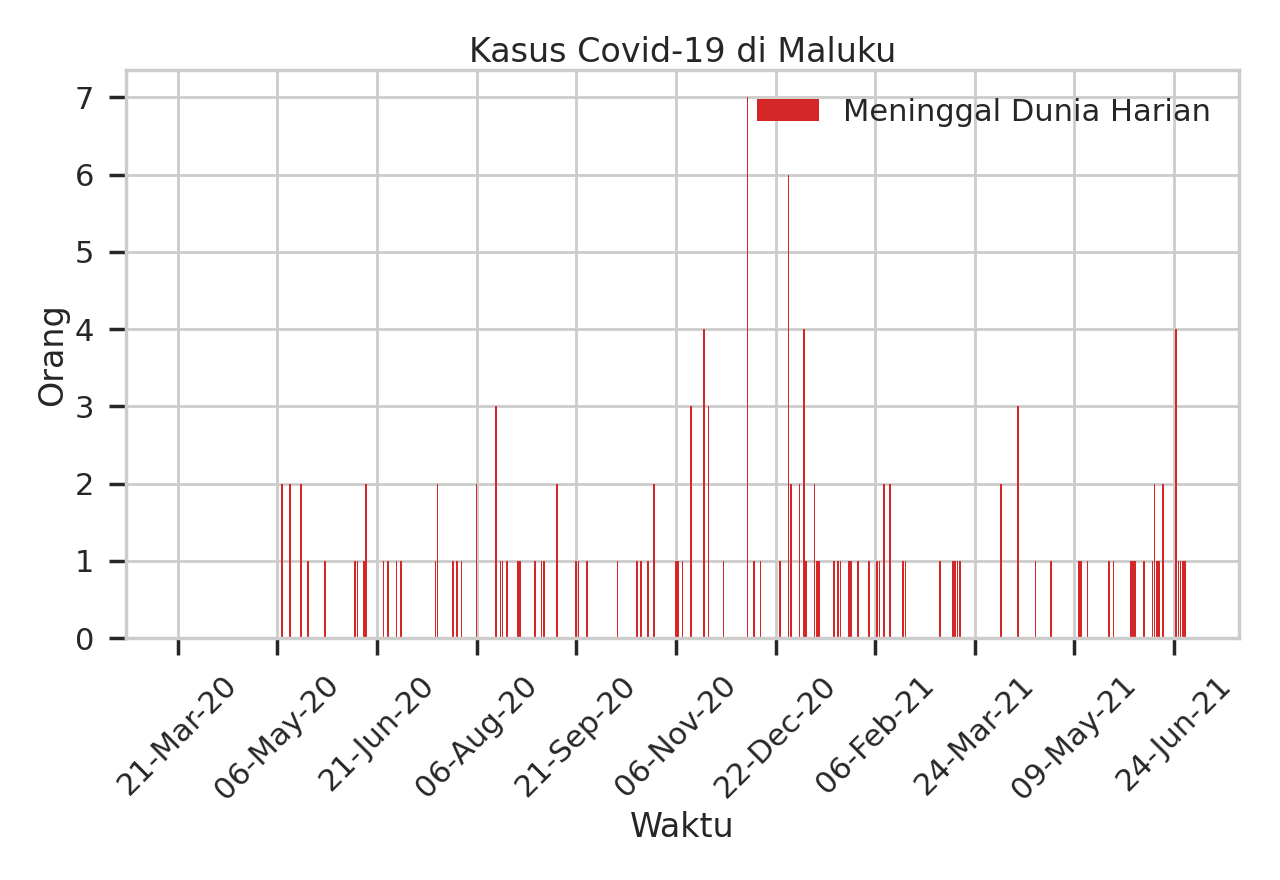 Kasus Covid-19 di Maluku
Meninggal Dunia Harian
Orang
7
6
5
4
3
2
1
0
21-Mar-20
06-May-20
21-Jun-20
06-Aug-20
21-Sep-20
06-Nov-20
22-Dec-20
06-Feb-21
24-Mar-21
09-May-21
24-Jun-21
Waktu